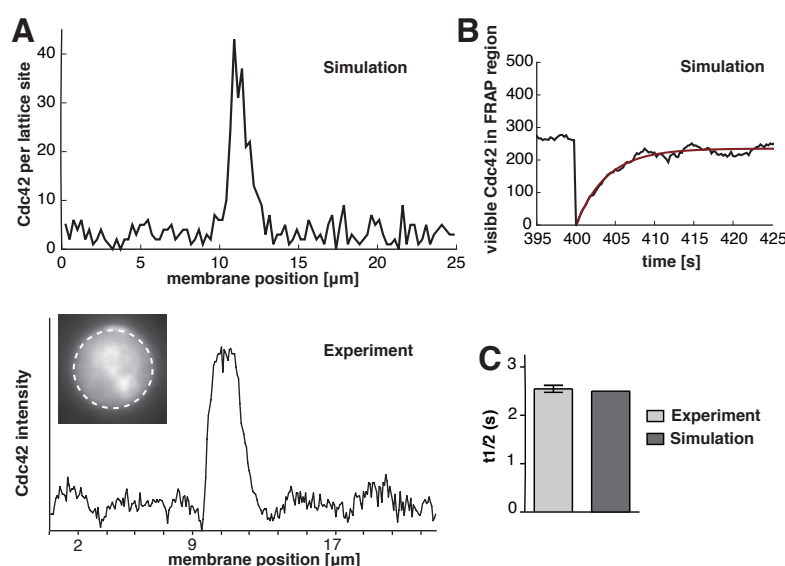 A
Cdc42 per lattice site
40
30
20
10
0
Simulation
0 5 10 15 20 25
membrane position [µm]
B
visible Cdc42 in FRAP region
500
400
300
200
100
0
Simulation
395 400 405 410 415 420 425
time [s]
Cdc42 intensity
Experiment
2 9 17
membrane position [µm]
C
t1/2 (s)
3
2
1
0
Experiment
Simulation